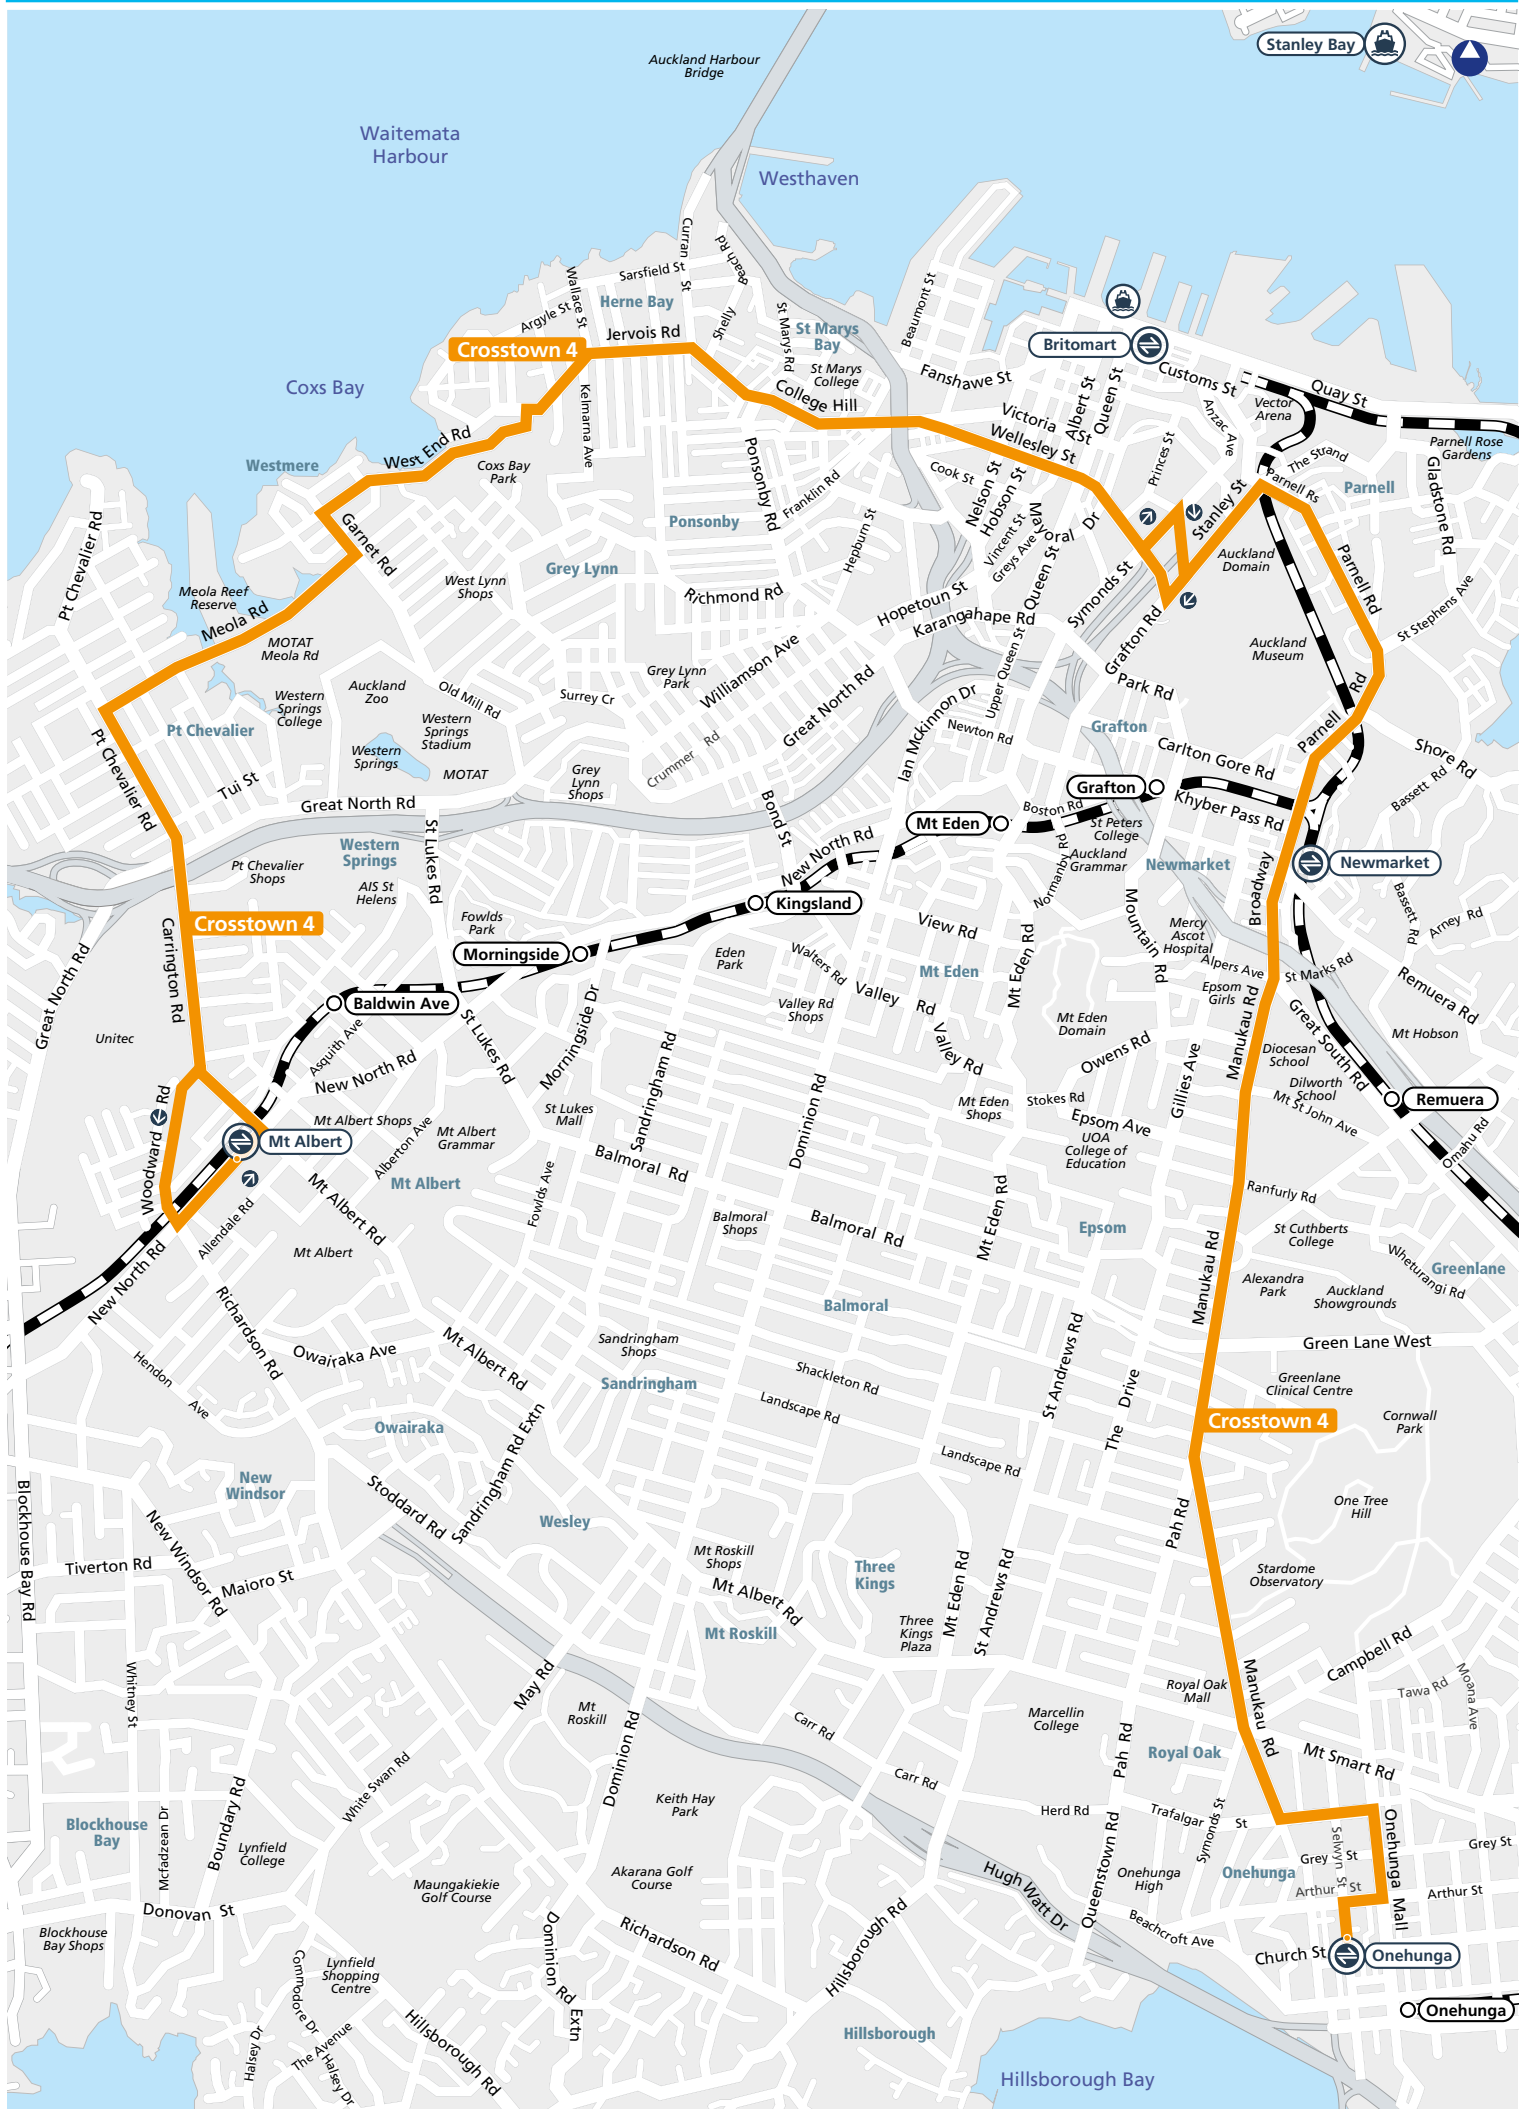 Stanley Bay
Auckland Harbour
Bridge
Waitemata
Harbour
Westhaven
Curran St
Beach Rd
Shelly
Sarsfield St
Wallace St
Argyle St
Herne Bay
Jervois Rd
Crosstown 4
St Marys Rd
St Marys
Bay
St Marys
College
Beaumont St
Britomart
Customs St
Quay St
Fanshawe St
Albert St
Queen St
Anzac Ave
Vector
Arena
Coxs Bay
Kelmarna Ave
College Hill
Victoria St
Wellesley St
Princes St
The Strand
Parnell Rose
Gardens
Westmere
West End Rd
Coxs Bay
Park
Ponsonby Rd
Franklin Rd
Cook St
Nelson St
Hobson St
Vincent St
Greys Ave
Mayoral Dr
Stanley St
Parnell Rs
Parnell
Gladstone Rd
Pt Chevalier Rd
Garnet Rd
Ponsonby
Hepburn St
Queen St
Auckland
Domain
Parnell Rd
Grey Lynn
West Lynn
Shops
Meola Reef
Reserve
Meola Rd
Richmond Rd
Hopetoun St
Karangahape Rd
Symonds St
Grafton Rd
St Stephens Ave
MOTAT
Meola Rd
Auckland
Museum
Western
Springs
College
Auckland
Zoo
Old Mill Rd
Grey Lynn
Park
Williamson Ave
Surrey Cr
Great North Rd
Ian Mckinnon Dr
Upper Queen St
Park Rd
Parnell Rd
Pt Chevalier
Western
Springs
Stadium
Western
Springs
MOTAT
Crummer Rd
Newton Rd
Grafton
Carlton Gore Rd
Shore Rd
Pt Chevalier Rd
Tui St
Great North Rd
Grey
Lynn
Shops
Bond St
Grafton
Boston Rd
Khyber Pass Rd
Bassett Rd
St Lukes Rd
Western
Springs
Mt Eden
New North Rd
St Peters
College
Auckland
Grammar
Normanby Rd
Newmarket
Newmarket
Broadway
Pt Chevalier
Shops
AIS St
Helens
Kingsland
Crosstown 4
Carrington Rd
Fowlds
Park
Morningside
Eden
Park
Walters Rd
View Rd
Mt Eden
Mt Eden Rd
Mountain Rd
Mercy
Ascot
Hospital
Bassett Rd
Arney Rd
Alpers Ave
St Marks Rd
Remuera Rd
Great North Rd
Unitec
Baldwin Ave
Asquith Ave
St Lukes Rd
Morningside Dr
Sandringham Rd
Valley Rd
Shops
Valley Rd
Valley Rd
Mt Eden
Domain
Epsom
Girls
Manukau Rd
Great South Rd
Mt Hobson
Owens Rd
Gillies Ave
Diocesan
School
Dilworth
School
Mt St John Ave
Remuera
New North Rd
Woodward Rd
Mt Albert Shops
Mt Albert
Alberton Ave
Mt Albert
Grammar
St Lukes
Mall
Dominion Rd
Mt Eden
Shops
Stokes Rd
Epsom Ave
UOA
College of
Education
Omahu Rd
Mt Albert
Balmoral Rd
Fowlds Ave
Mt Albert Rd
Allendale Rd
Mt Albert
Balmoral
Shops
Balmoral Rd
Mt Eden Rd
Epsom
Ranfurly Rd
St Cuthberts
College
Wheturangi Rd
Greenlane
Manukau Rd
Alexandra
Park
Auckland
Showgrounds
Green Lane West
New North Rd
Richardson Rd
Hendon Ave
Owairaka Ave
Mt Albert Rd
Balmoral
Sandringham
Shops
Sandringham
Shackleton Rd
Landscape Rd
St Andrews Rd
The Drive
Greenlane
Clinical Centre
Crosstown 4
Cornwall
Park
Owairaka
Sandringham Rd Extn
Landscape Rd
New
Windsor
Stoddard Rd
Wesley
One Tree
Hill
Blockhouse Bay Rd
New Windsor Rd
Tiverton Rd
Maioro St
Mt Roskill
Shops
Mt Albert Rd
Three
Kings
Mt Eden Rd
St Andrews Rd
Pah Rd
Stardome
Observatory
Mt Roskill
Three
Kings
Plaza
Campbell Rd
Moana Ave
Tawa Rd
Whitney St
May Rd
Mt
Roskill
Dominion Rd
Carr Rd
Carr Rd
Marcellin
College
Royal Oak
Mall
Manukau Rd
Royal Oak
Pah Rd
Mt Smart Rd
White Swan Rd
Boundary Rd
Mcfadzean Dr
Blockhouse
Bay
Lynfield
College
Keith Hay
Park
Herd Rd
Trafalgar St
Symonds St
Selwyn St
Onehunga Mall
Grey St
Grey St
Akarana Golf
Course
Maungakiekie
Golf Course
Hugh Watt Dr
Queenstown Rd
Onehunga
High
Onehunga
Arthur St
Arthur St
Donovan St
Blockhouse
Bay Shops
Richardson Rd
Hillsborough Rd
Beachcroft Ave
Church St
Onehunga
Commodore Dr
Lynfield
Shopping
Centre
Dominion Rd Extn
Onehunga
Halsey Dr
The Avenue
Halsey Dr
Hillsborough Rd
Hillsborough
Hillsborough Bay